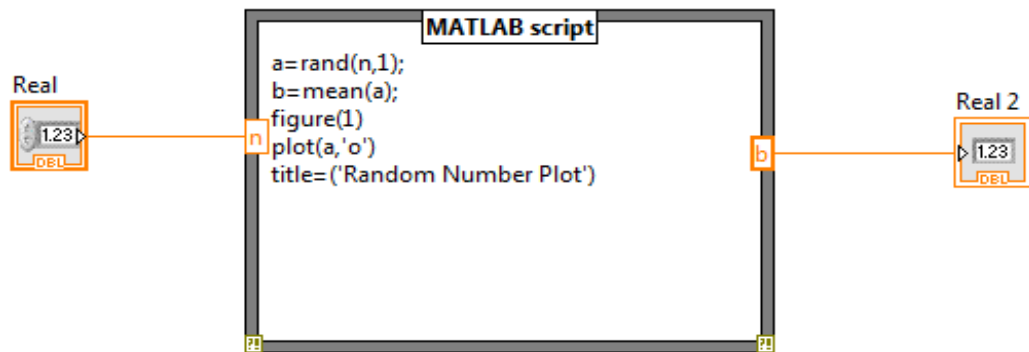 MATLAB script
a=rand(n,1);
b=mean(a);
figure(1)
plot(a,'o')
title=('Random Number Plot')
Real
1.23
DBL
n
b
Real 2
1.23
DBL
?!
?!